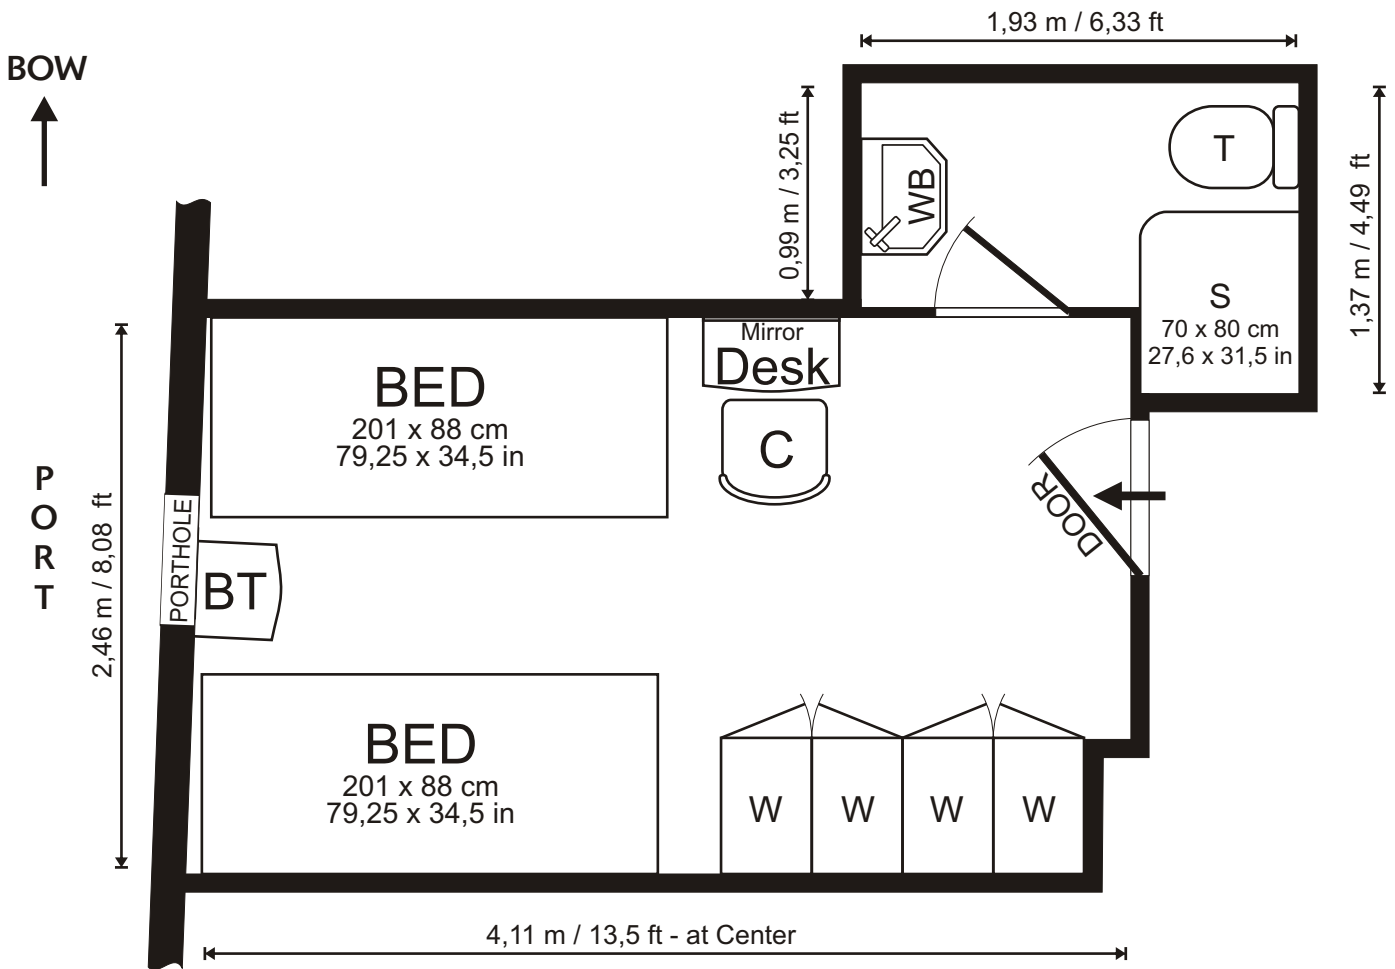 1,93 m / 6,33 ft
BOW
0,99 m / 3,25 ft
WB
T
1,37 m / 4,49 ft
S
70 x 80 cm
27,6 x 31,5 in
Mirror
Desk
BED
201 x 88 cm
79,25 x 34,5 in
C
DOOR
PORT
2,46 m / 8,08 ft
PORTHOLE
BT
BED
201 x 88 cm
79,25 x 34,5 in
W W W W
4,11 m / 13,5 ft - at Center